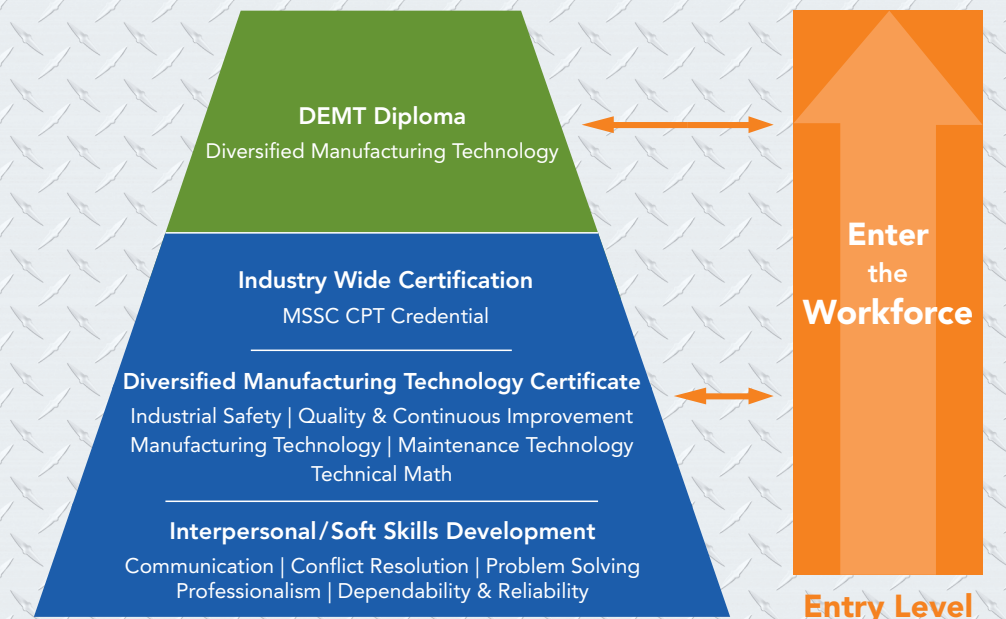 DEMT Diploma
Diversified Manufacturing Technology
Industry Wide Certification
MSSC CPT Credential
Diversified Manufacturing Technology Certificate
Industrial Safety | Quality & Continuous Improvement
Manufacturing Technology | Maintenance Technology
Technical Math
Interpersonal/Soft Skills Development
Communication | Conflict Resolution | Problem Solving
Professionalism | Dependability & Reliability
Enter
the
Workforce
Entry Level